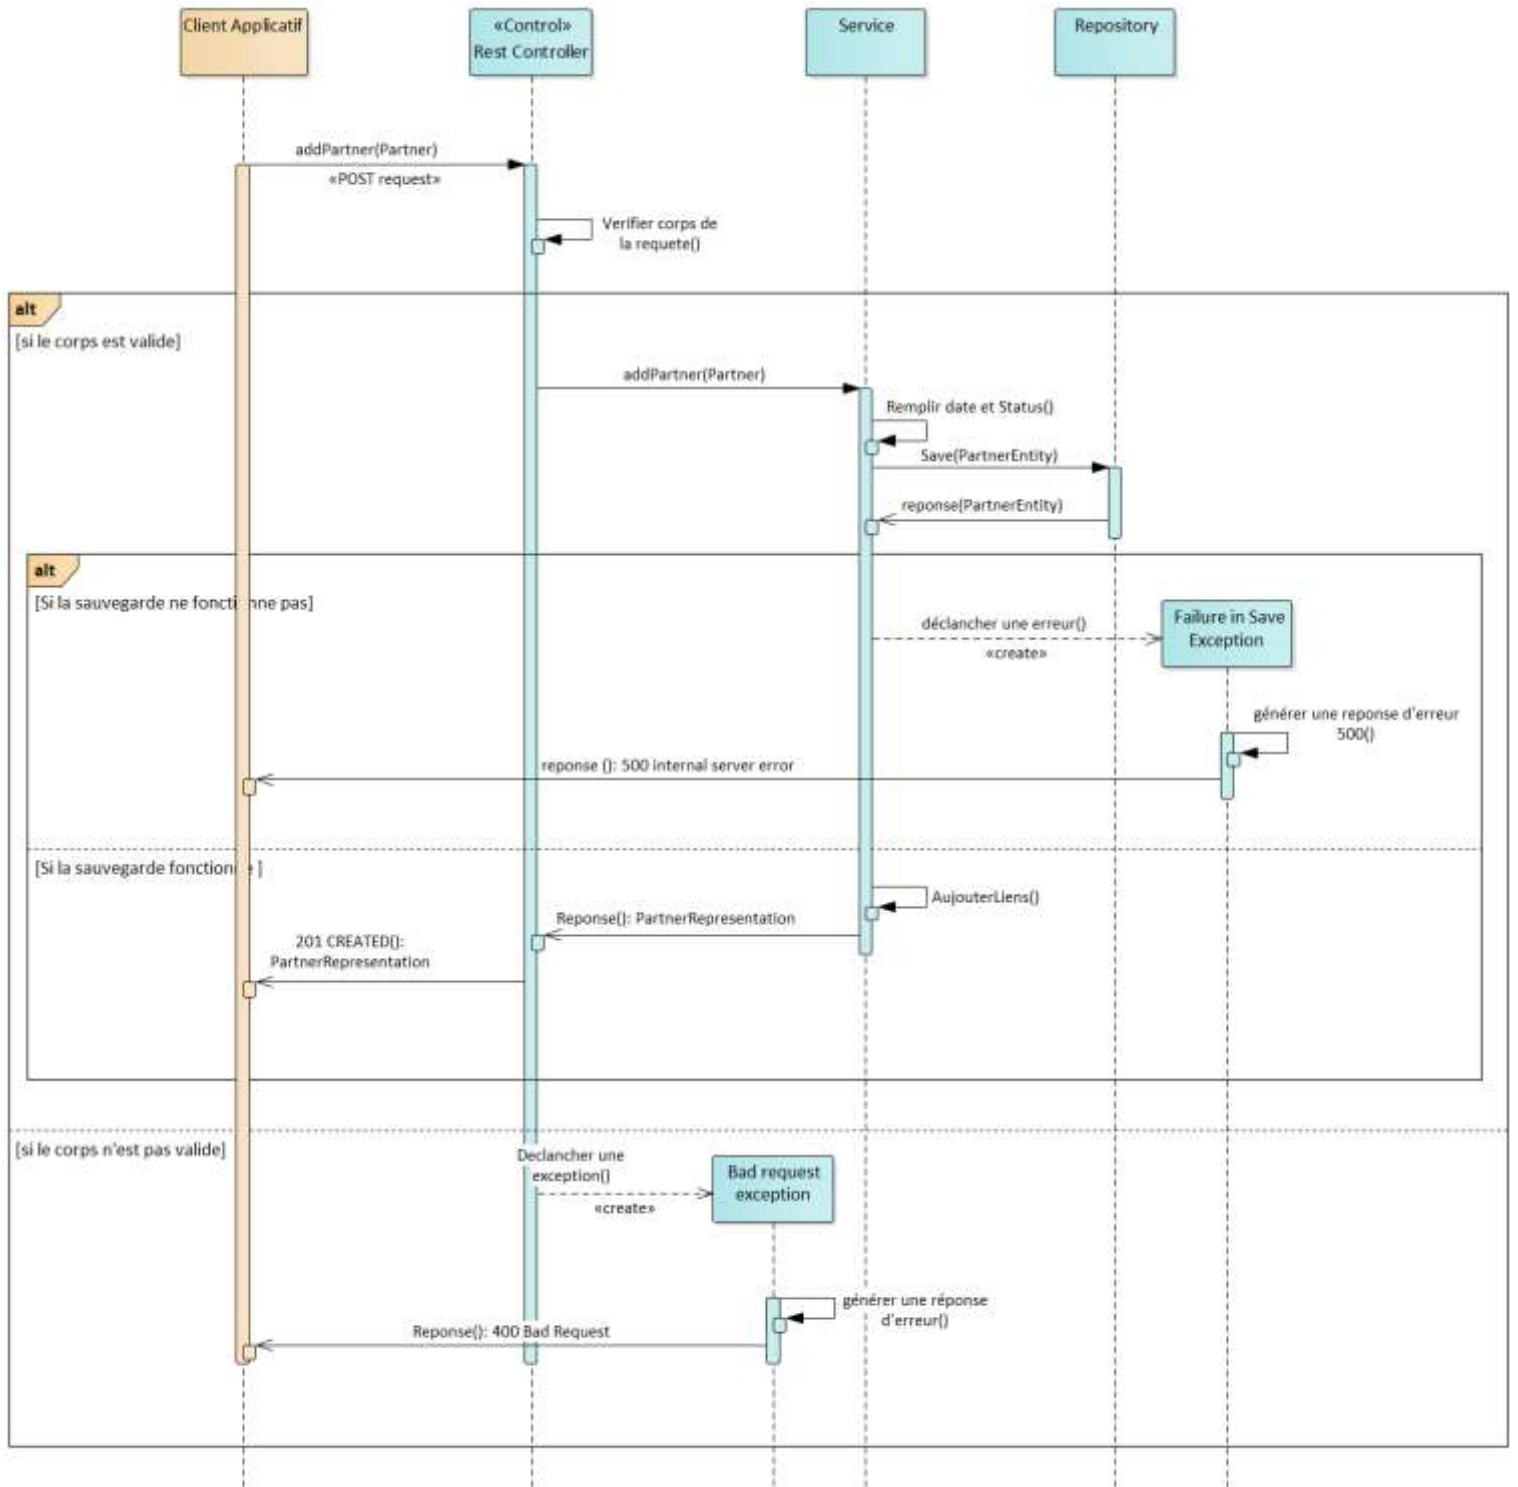 Client Applicatif
«Control»
Rest Controller
Service
Repository
addPartner(Partner)
«POST request»
Verifier corps de
la requete()
alt
[si le corps est valide]
addPartner(Partner)
Remplir date et Status()
Save(PartnerEntity)
reponse(PartnerEntity)
alt
[Si la sauvegarde ne fonctionne pas]
déclancher une erreur()
«create»
Failure in Save
Exception
générer une reponse d'erreur
500()
reponse (): 500 internal server error
[Si la sauvegarde fonctionne ]
AujouterLiens()
Reponse(): PartnerRepresentation
201 CREATED():
PartnerRepresentation
[si le corps n'est pas valide]
Declancher une
exception()
«create»
Bad request
exception
générer une réponse
d'erreur()
Reponse(): 400 Bad Request